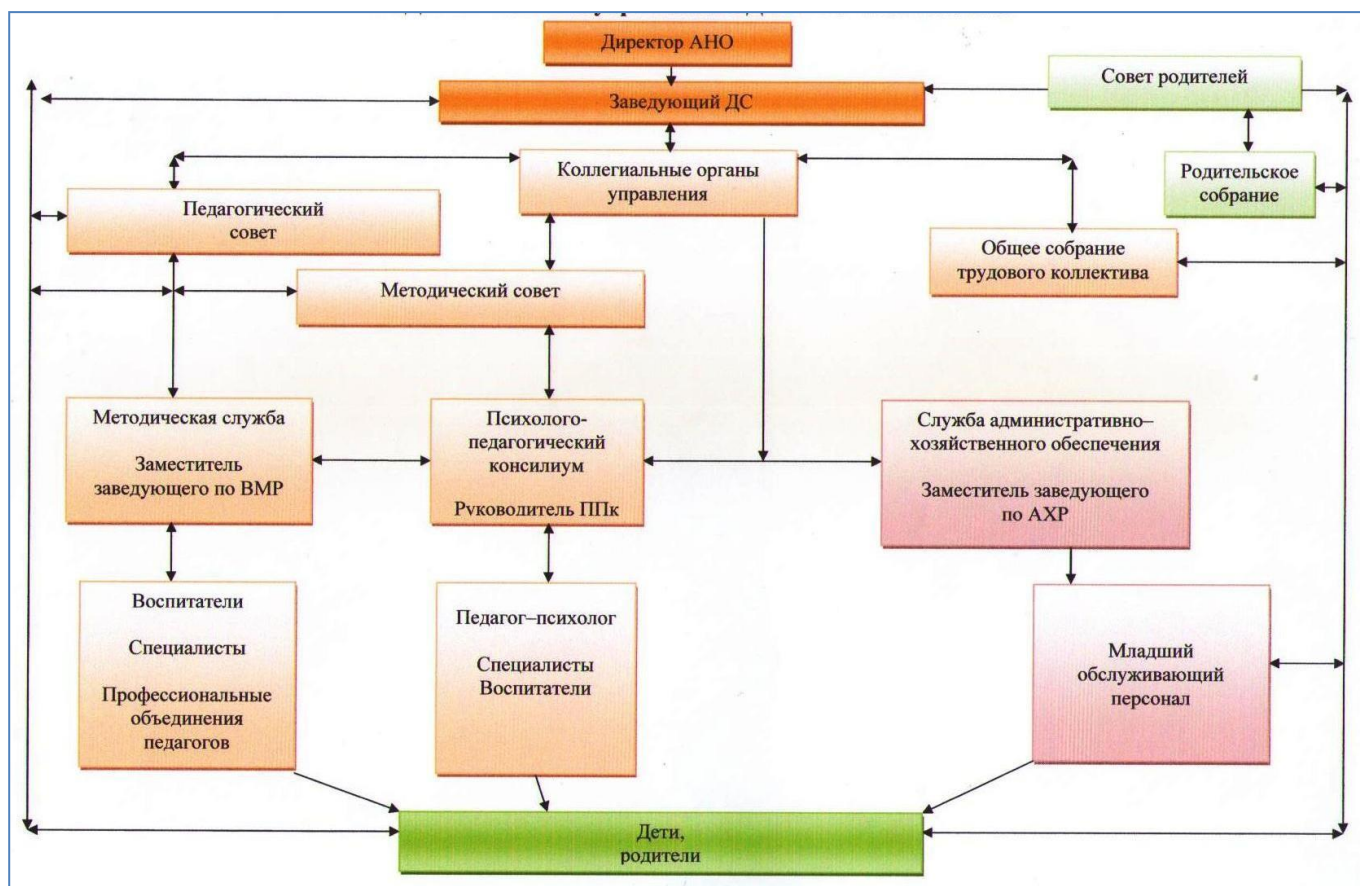 Директор АНО
Совет родителей
Заведующий ДС
Коллегиальные органы
управления
Родительское
собрание
Педагогический
совет
Общее собрание
трудового коллектива
Методический совет
Методическая служба
Заместитель
заведующего по ВМР
Психолого-
педагогический
консилиум
Руководитель ППк
Служба административно–
хозяйственного обеспечения
Заместитель заведующего
по АХР
Воспитатели
Специалисты
Профессиональные
объединения
педагогов
Педагог–психолог
Специалисты
Воспитатели
Младший
обслуживающий
персонал
Дети,
родители